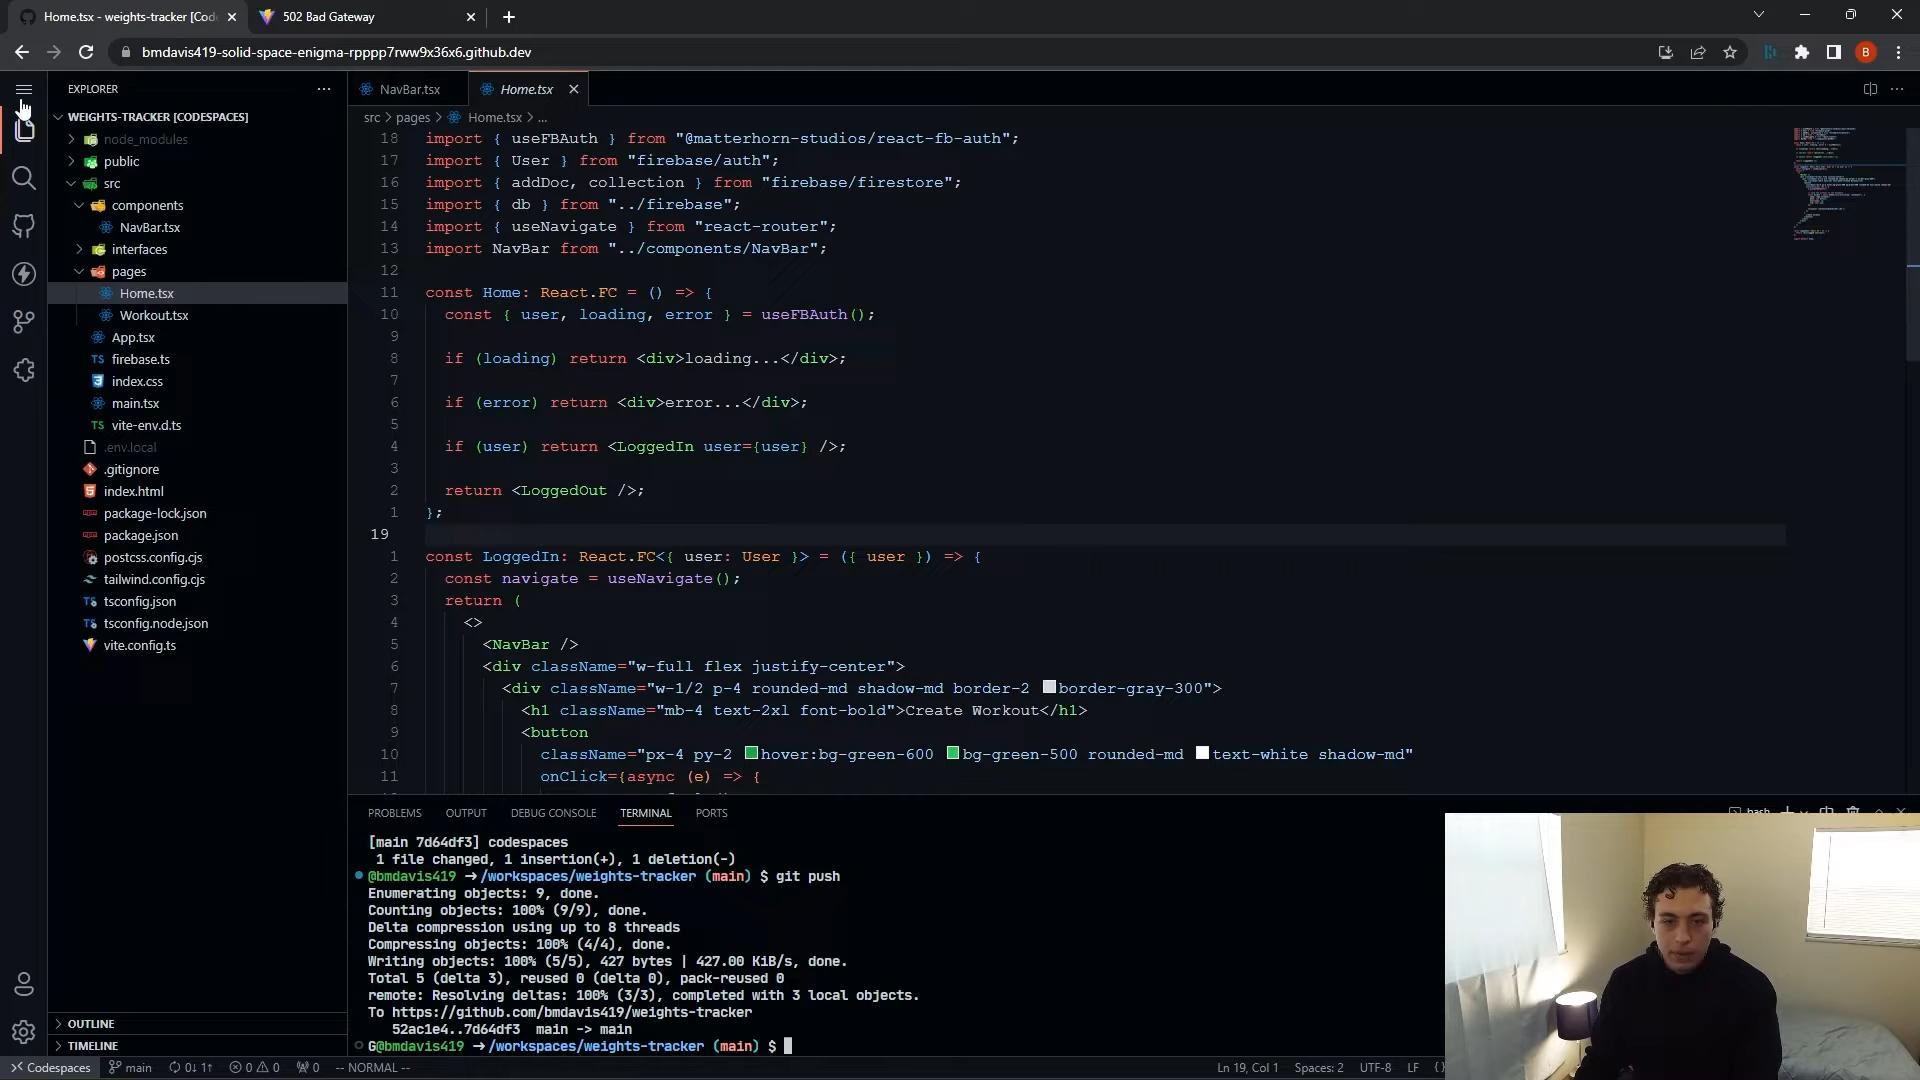 Home.tsx - weights-tracker [Cod
502 Bad Gateway
bmdavis419-solid-space-enigma-rpppp7rww9x36x6.github.dev
B
EXPLORER
WEIGHTS-TRACKER [CODESPACES]
node_modules
public
src
components
NavBar.tsx
interfaces
pages
Home.tsx
Workout.tsx
App.tsx
TS firebase.ts
index.css
main.tsx
TS vite-env.d.ts
.env.local
.gitignore
index.html
package-lock.json
package.json
postcss.config.cjs
tailwind.config.cjs
tsconfig.json
tsconfig.node.json
vite.config.ts
OUTLINE
TIMELINE
NavBar.tsx
Home.tsx
src > pages > Home.tsx > ...
18 import { useFBAuth } from "@matterhorn-studios/react-fb-auth";
17 import { User } from "firebase/auth";
16 import { addDoc, collection } from "firebase/firestore";
15 import { db } from "../firebase";
14 import { useNavigate } from "react-router";
13 import NavBar from "../components/NavBar";
12
11 const Home: React.FC = () => {
10 const { user, loading, error } = useFBAuth();
9
8 if (loading) return <div>loading...</div>;
7
6 if (error) return <div>error...</div>;
5
4 if (user) return <LoggedIn user={user} />;
3
2 return <LoggedOut />;
1 };
19
1 const LoggedIn: React.FC<{ user: User }> = ({ user }) => {
2 const navigate = useNavigate();
3 return (
4 <>
5 <NavBar />
6 <div className="w-full flex justify-center">
7 <div className="w-1/2 p-4 rounded-md shadow-md border-2 border-gray-300">
8 <h1 className="mb-4 text-2xl font-bold">Create Workout</h1>
9 <button
10 className="px-4 py-2 hover:bg-green-600 bg-green-500 rounded-md text-white shadow-md"
11 onClick={async (e) => {
PROBLEMS OUTPUT DEBUG CONSOLE TERMINAL PORTS
bash
[main 7d64df3] codespaces
1 file changed, 1 insertion(+), 1 deletion(-)
@bmdavis419 ➜ /workspaces/weights-tracker (main) $ git push
Enumerating objects: 9, done.
Counting objects: 100% (9/9), done.
Delta compression using up to 8 threads
Compressing objects: 100% (4/4), done.
Writing objects: 100% (5/5), 427 bytes | 427.00 KiB/s, done.
Total 5 (delta 3), reused 0 (delta 0), pack-reused 0
remote: Resolving deltas: 100% (3/3), completed with 3 local objects.
To https://github.com/bmdavis419/weights-tracker
52ac1e4..7d64df3 main -> main
G@bmdavis419 ➜ /workspaces/weights-tracker (main) $
Codespaces main 0↓ 1↑ 0 0 0 -- NORMAL -- Ln 19, Col 1 Spaces: 2 UTF-8 LF {